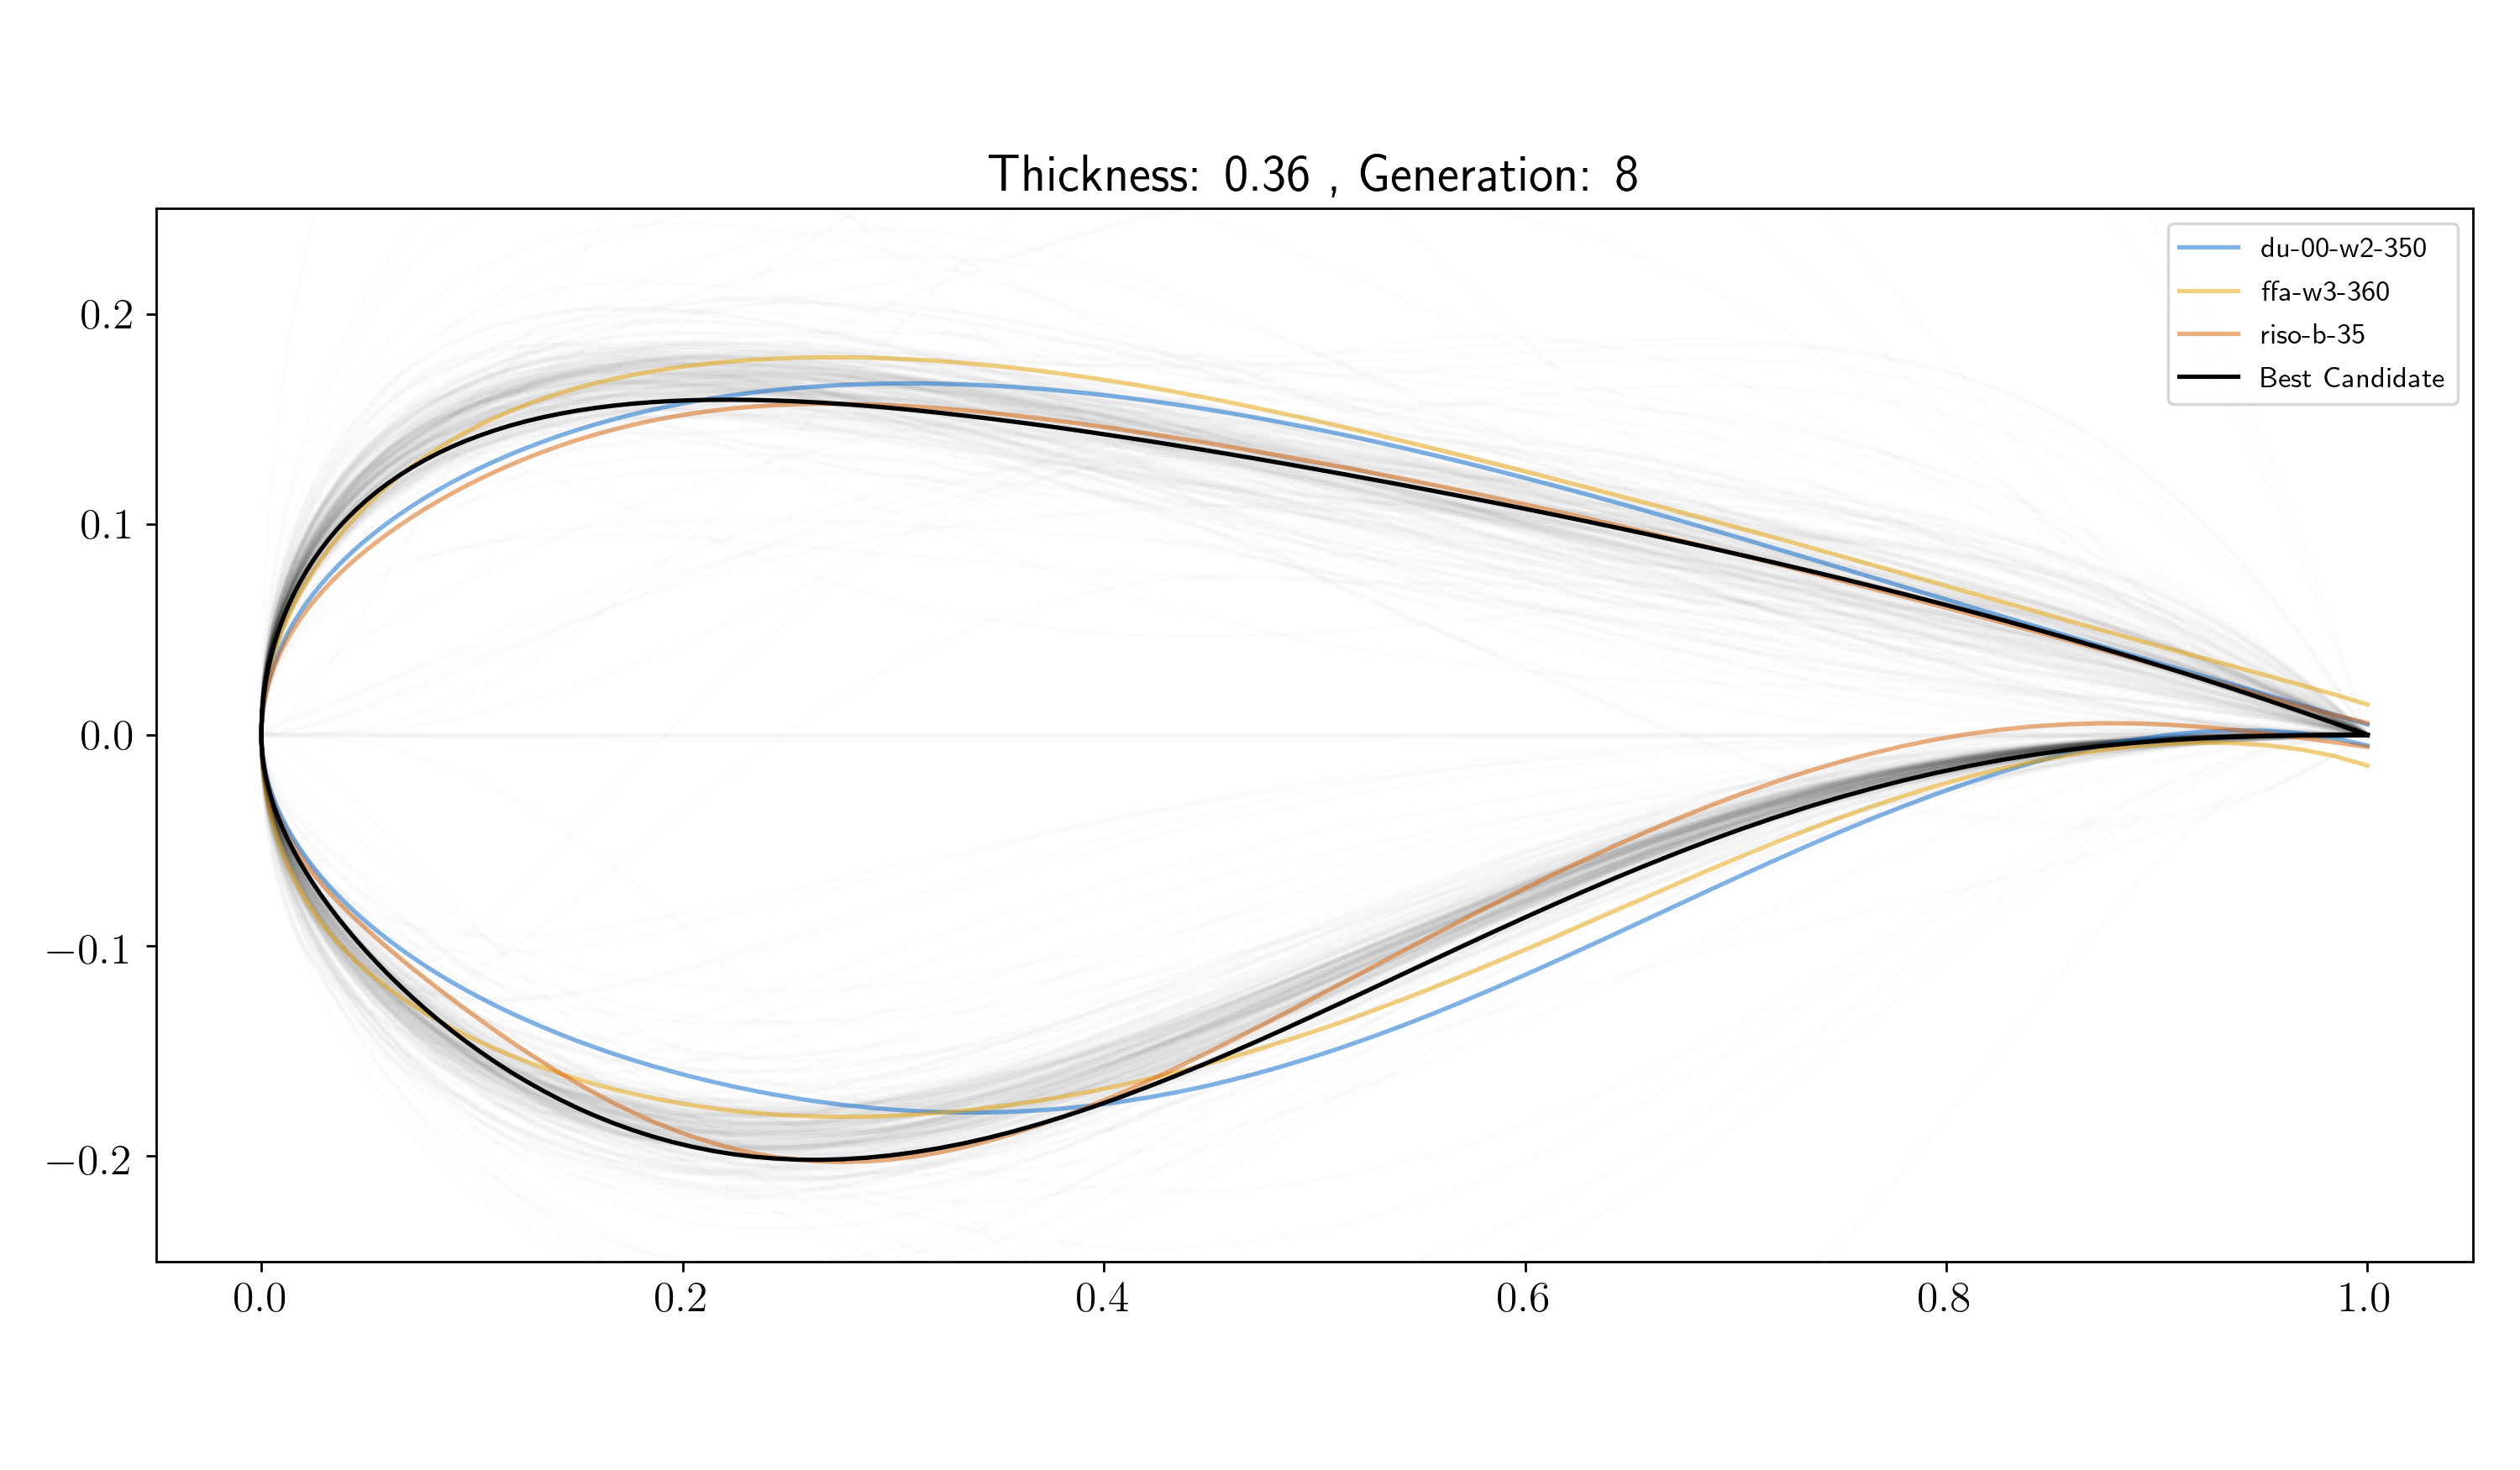 Thickness: 0.36 , Generation: 8
du-00-w2-350
ffa-w3-360
riso-b-35
Best Candidate
0.2
0.1
0.0
−0.1
−0.2
0.0 0.2 0.4 0.6 0.8 1.0